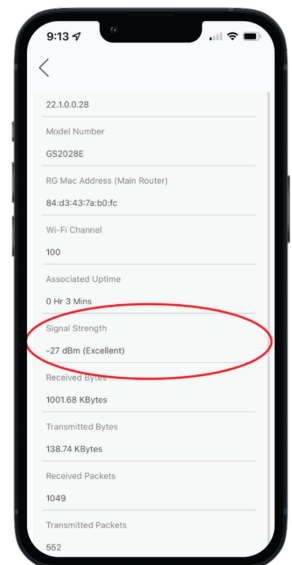 9:13
22.1.0.0.28
Model Number
GS2028E
RG Mac Address (Main Router)
84:d3:43:7a:b0:fc
Wi-Fi Channel
100
Associated Uptime
0 Hr 3 Mins
Signal Strength
-27 dBm (Excellent)
Received Bytes
1001.68 KBytes
Transmitted Bytes
138.74 KBytes
Received Packets
1049
Transmitted Packets
552